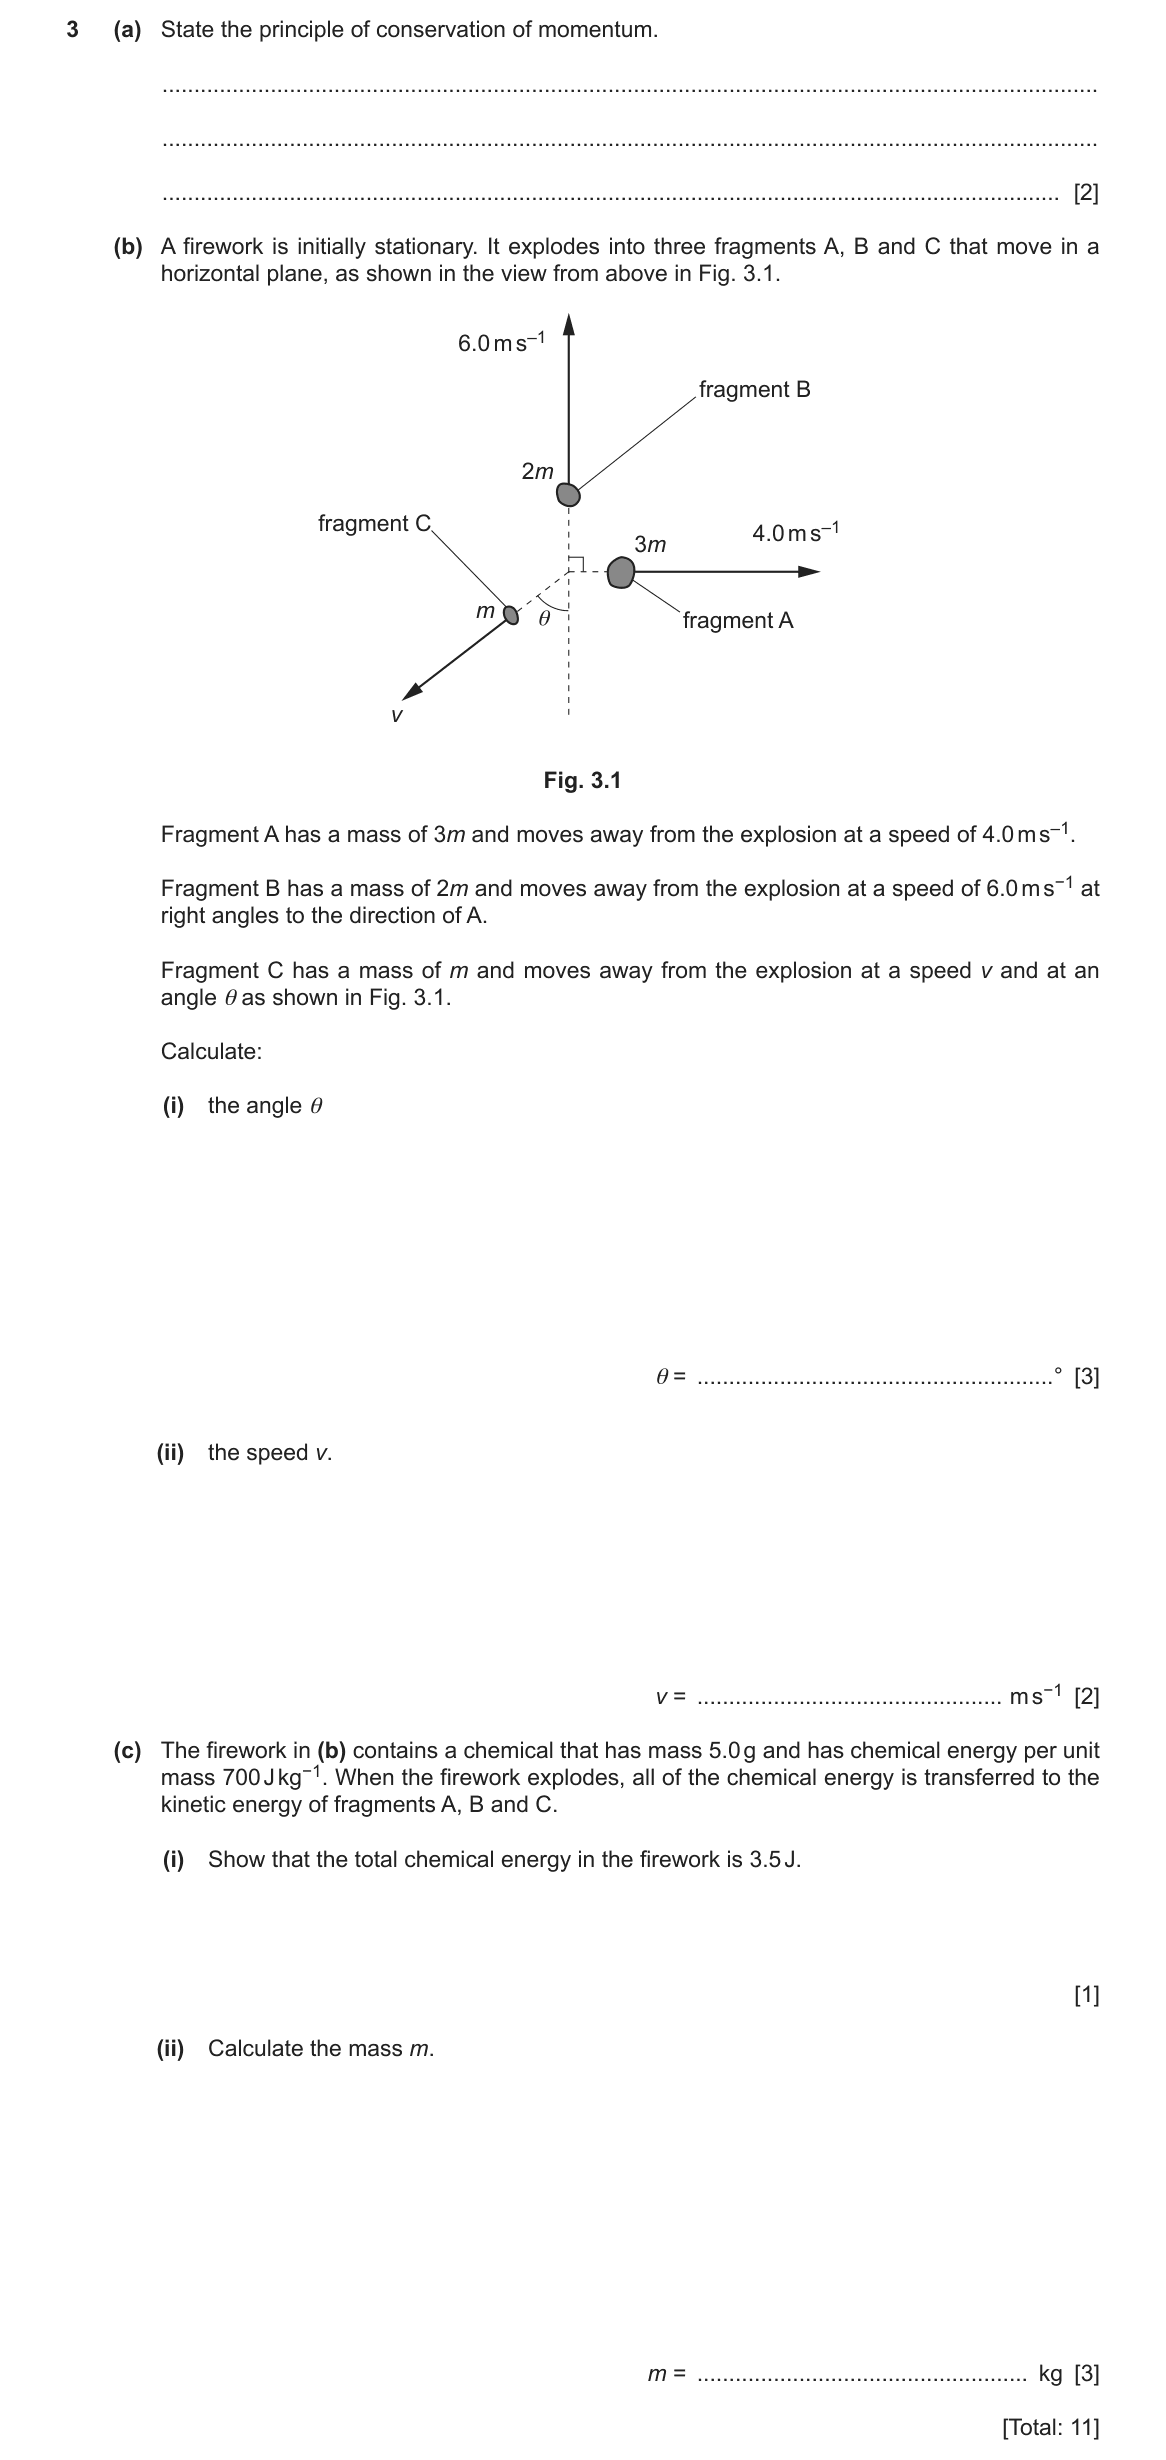 3 (a) State the principle of conservation of momentum.
..........................................................................................
..........................................................................................
.......................................................................................... [2]
(b) A firework is initially stationary. It explodes into three fragments A, B and C that move in a
horizontal plane, as shown in the view from above in Fig. 3.1.
6.0 m s⁻¹
fragment B
2m
fragment C
4.0 m s⁻¹
3m
m
θ
fragment A
v
Fig. 3.1
Fragment A has a mass of 3m and moves away from the explosion at a speed of 4.0 m s⁻¹.
Fragment B has a mass of 2m and moves away from the explosion at a speed of 6.0 m s⁻¹ at
right angles to the direction of A.
Fragment C has a mass of m and moves away from the explosion at a speed v and at an
angle θ as shown in Fig. 3.1.
Calculate:
(i) the angle θ
θ = ........................................................° [3]
(ii) the speed v.
v = ................................................ m s⁻¹ [2]
(c) The firework in (b) contains a chemical that has mass 5.0 g and has chemical energy per unit
mass 700 J kg⁻¹. When the firework explodes, all of the chemical energy is transferred to the
kinetic energy of fragments A, B and C.
(i) Show that the total chemical energy in the firework is 3.5 J.
[1]
(ii) Calculate the mass m.
m = .................................................... kg [3]
[Total: 11]